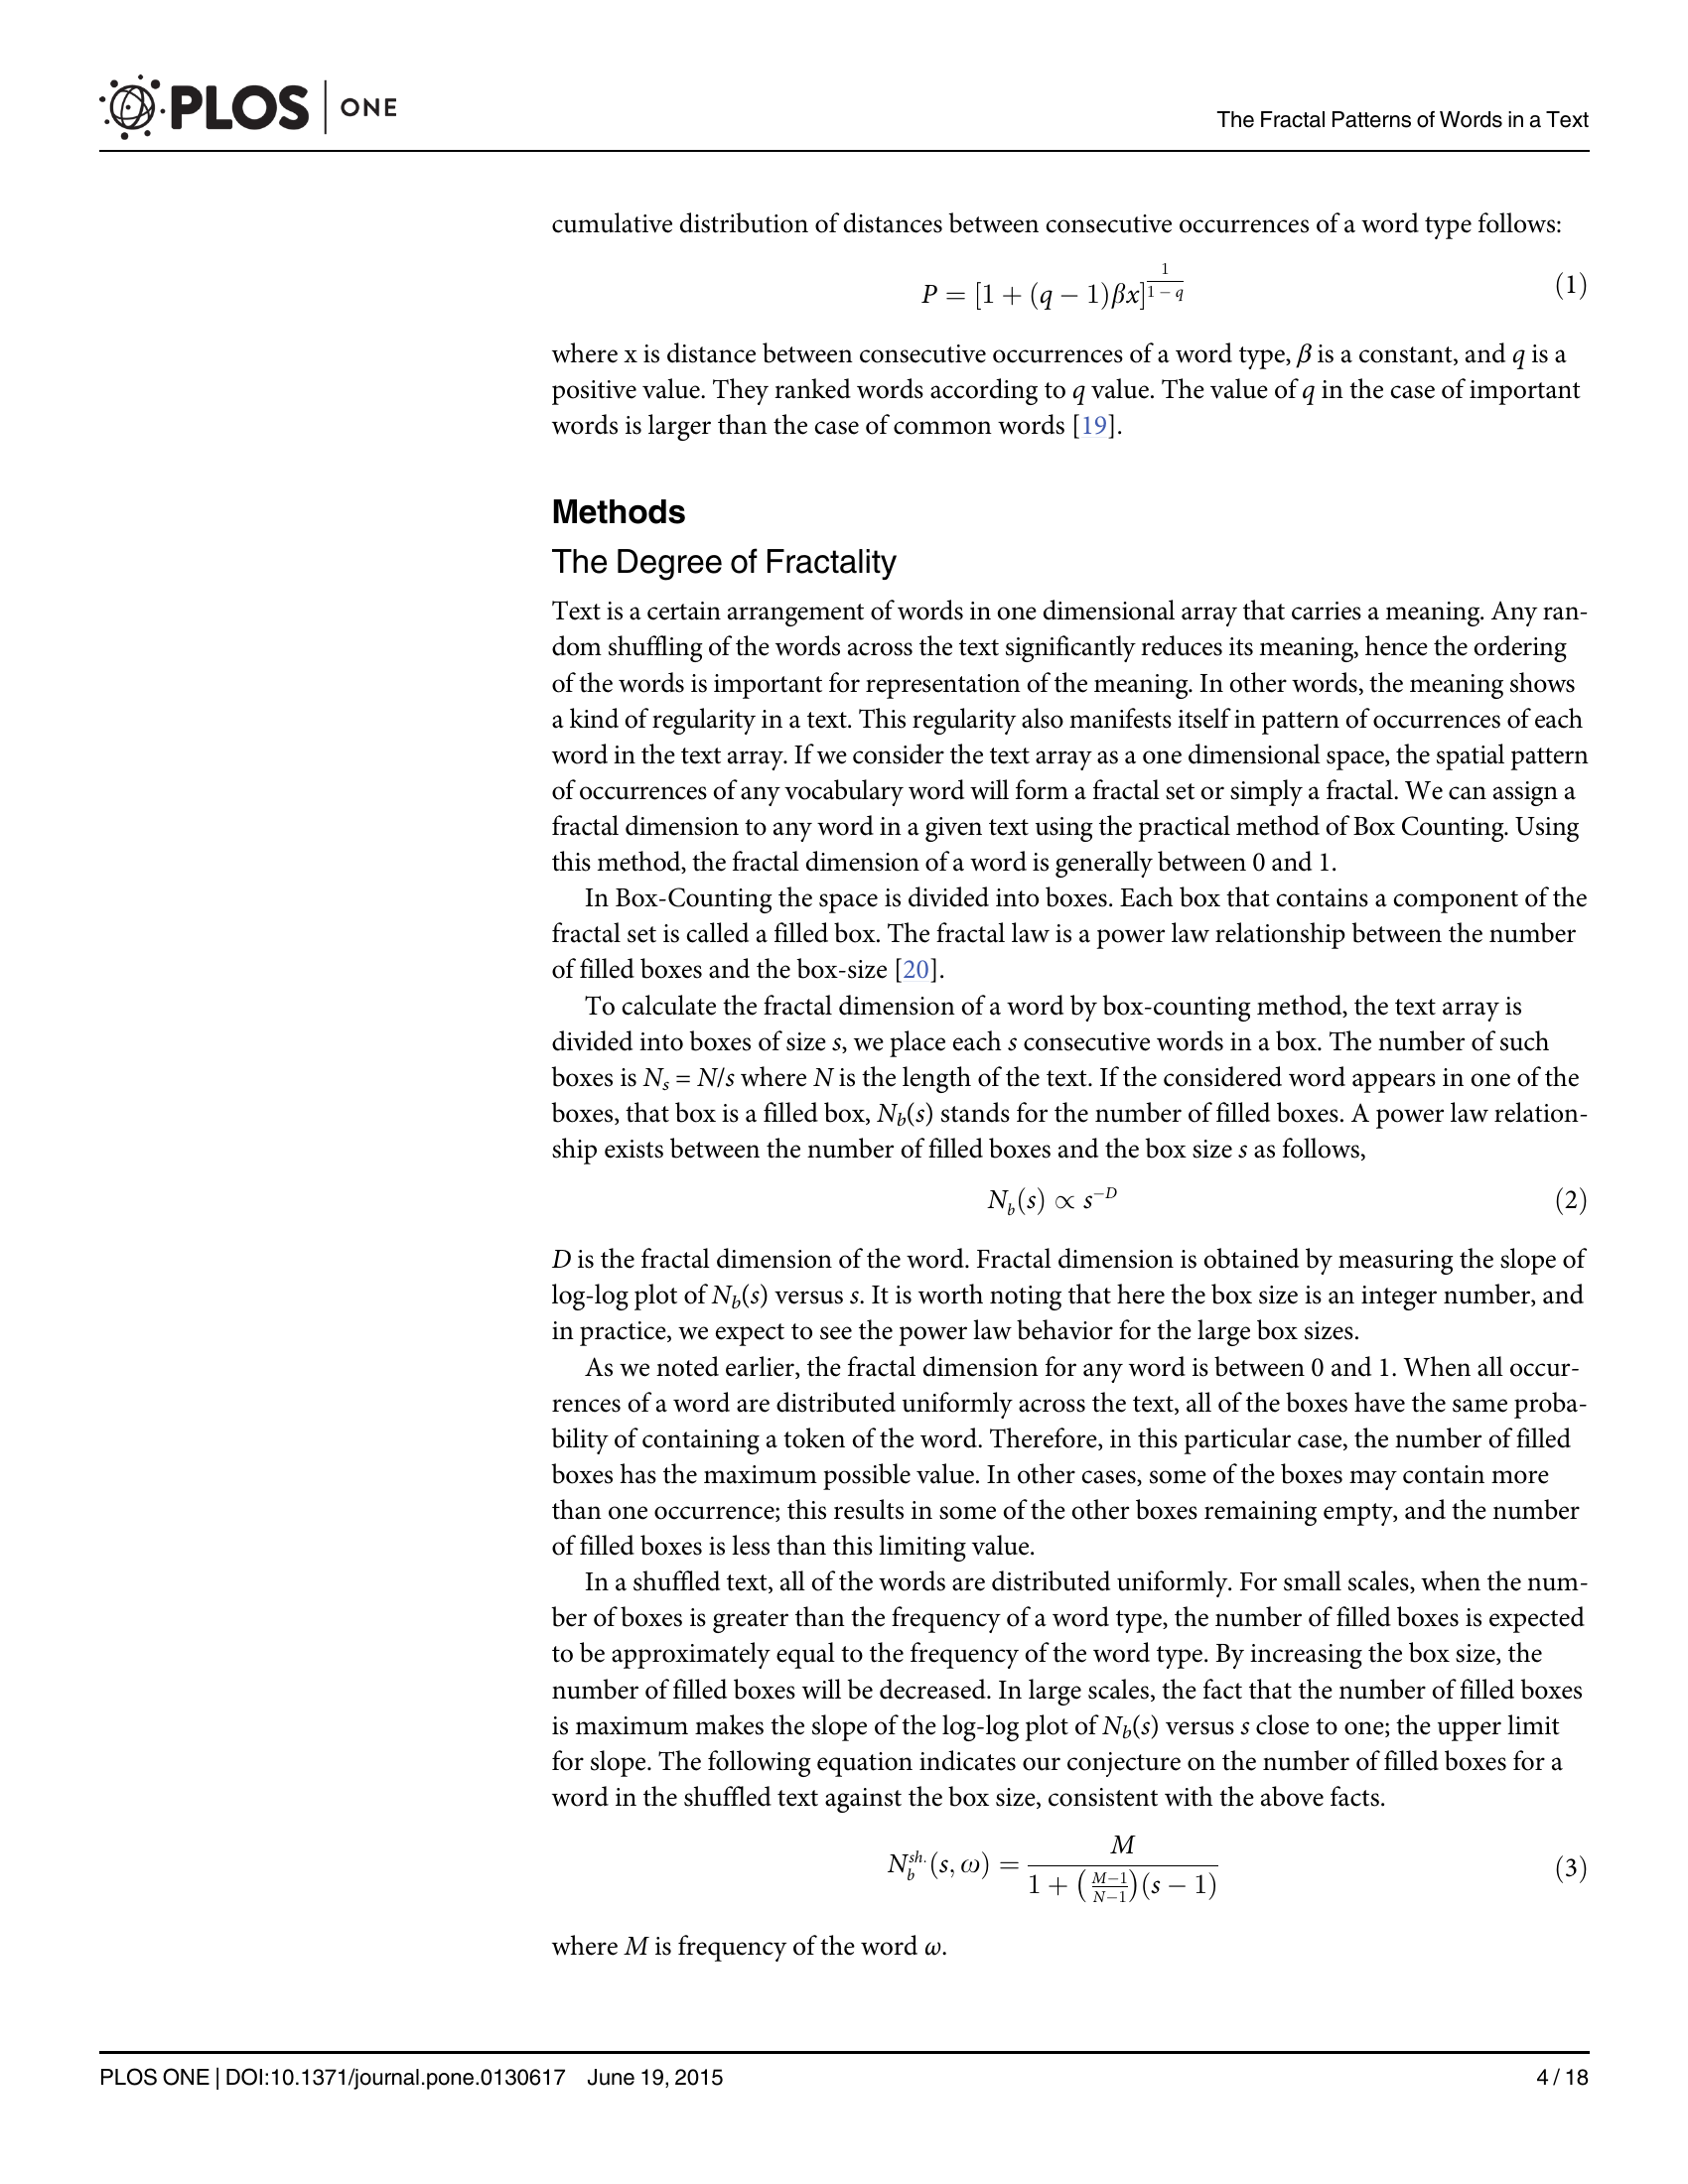 PLOS | ONE
The Fractal Patterns of Words in a Text
cumulative distribution of distances between consecutive occurrences of a word type follows:
P = [1 + (q − 1)βx]^{\frac{1}{1 − q}} (1)
where x is distance between consecutive occurrences of a word type, β is a constant, and q is a
positive value. They ranked words according to q value. The value of q in the case of important
words is larger than the case of common words [19].
Methods
The Degree of Fractality
Text is a certain arrangement of words in one dimensional array that carries a meaning. Any ran-
dom shuffling of the words across the text significantly reduces its meaning, hence the ordering
of the words is important for representation of the meaning. In other words, the meaning shows
a kind of regularity in a text. This regularity also manifests itself in pattern of occurrences of each
word in the text array. If we consider the text array as a one dimensional space, the spatial pattern
of occurrences of any vocabulary word will form a fractal set or simply a fractal. We can assign a
fractal dimension to any word in a given text using the practical method of Box Counting. Using
this method, the fractal dimension of a word is generally between 0 and 1.
In Box-Counting the space is divided into boxes. Each box that contains a component of the
fractal set is called a filled box. The fractal law is a power law relationship between the number
of filled boxes and the box-size [20].
To calculate the fractal dimension of a word by box-counting method, the text array is
divided into boxes of size s, we place each s consecutive words in a box. The number of such
boxes is N_s = N/s where N is the length of the text. If the considered word appears in one of the
boxes, that box is a filled box, N_b(s) stands for the number of filled boxes. A power law relation-
ship exists between the number of filled boxes and the box size s as follows,
N_b(s) ∝ s^{−D} (2)
D is the fractal dimension of the word. Fractal dimension is obtained by measuring the slope of
log-log plot of N_b(s) versus s. It is worth noting that here the box size is an integer number, and
in practice, we expect to see the power law behavior for the large box sizes.
As we noted earlier, the fractal dimension for any word is between 0 and 1. When all occur-
rences of a word are distributed uniformly across the text, all of the boxes have the same proba-
bility of containing a token of the word. Therefore, in this particular case, the number of filled
boxes has the maximum possible value. In other cases, some of the boxes may contain more
than one occurrence; this results in some of the other boxes remaining empty, and the number
of filled boxes is less than this limiting value.
In a shuffled text, all of the words are distributed uniformly. For small scales, when the num-
ber of boxes is greater than the frequency of a word type, the number of filled boxes is expected
to be approximately equal to the frequency of the word type. By increasing the box size, the
number of filled boxes will be decreased. In large scales, the fact that the number of filled boxes
is maximum makes the slope of the log-log plot of N_b(s) versus s close to one; the upper limit
for slope. The following equation indicates our conjecture on the number of filled boxes for a
word in the shuffled text against the box size, consistent with the above facts.
N_b^{sh.}(s, ω) = \frac{M}{1 + (\frac{M−1}{N−1})(s − 1)} (3)
where M is frequency of the word ω.
PLOS ONE | DOI:10.1371/journal.pone.0130617 June 19, 2015
4 / 18